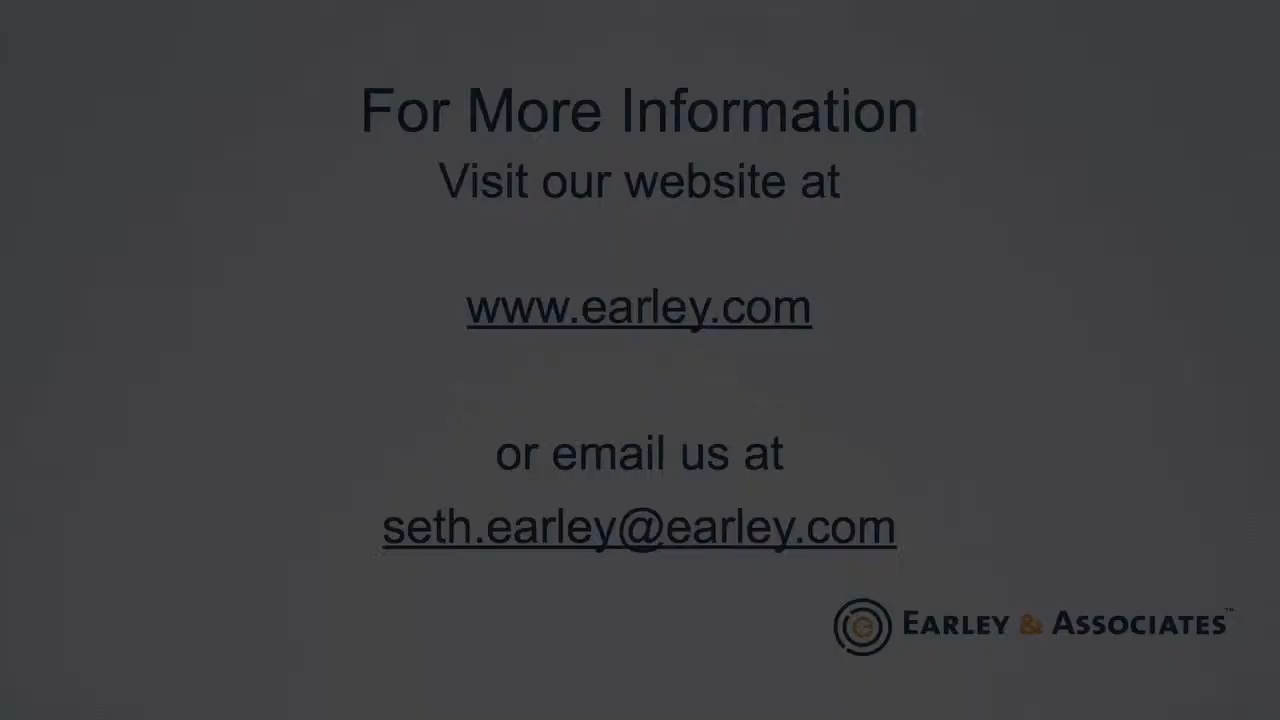 For More Information
Visit our website at
www.earley.com
or email us at
seth.earley@earley.com
EARLEY & ASSOCIATES™